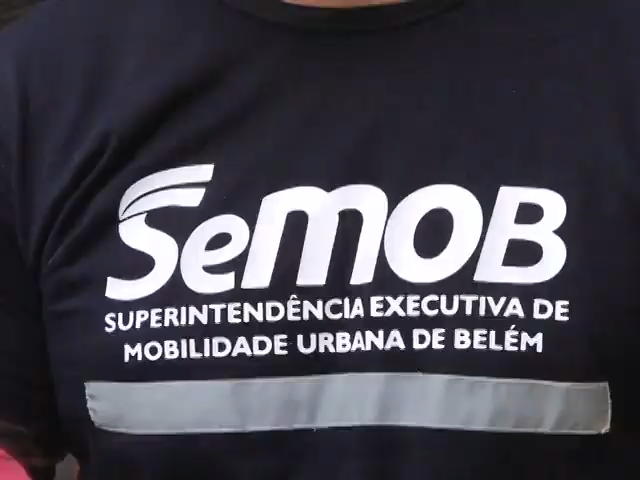 SeMOB
SUPERINTENDÊNCIA EXECUTIVA DE
MOBILIDADE URBANA DE BELÉM